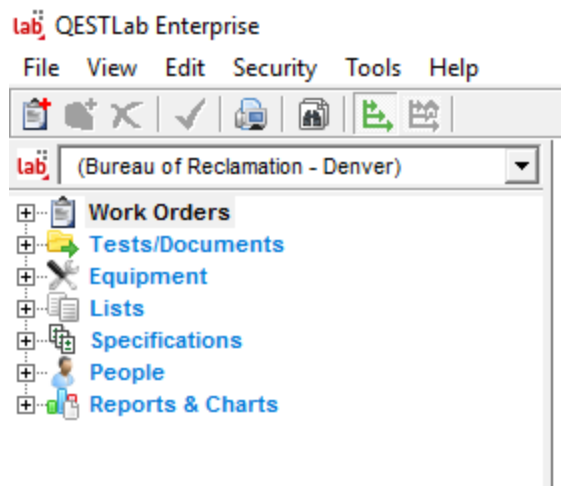 lab QESTLab Enterprise
File View Edit Security Tools Help
lab (Bureau of Reclamation - Denver)
Work Orders
Tests/Documents
Equipment
Lists
Specifications
People
Reports & Charts